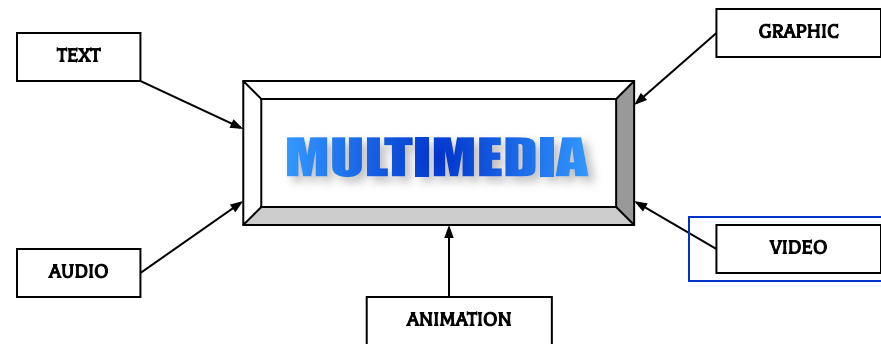 GRAPHIC
TEXT
MULTIMEDIA
VIDEO
AUDIO
ANIMATION